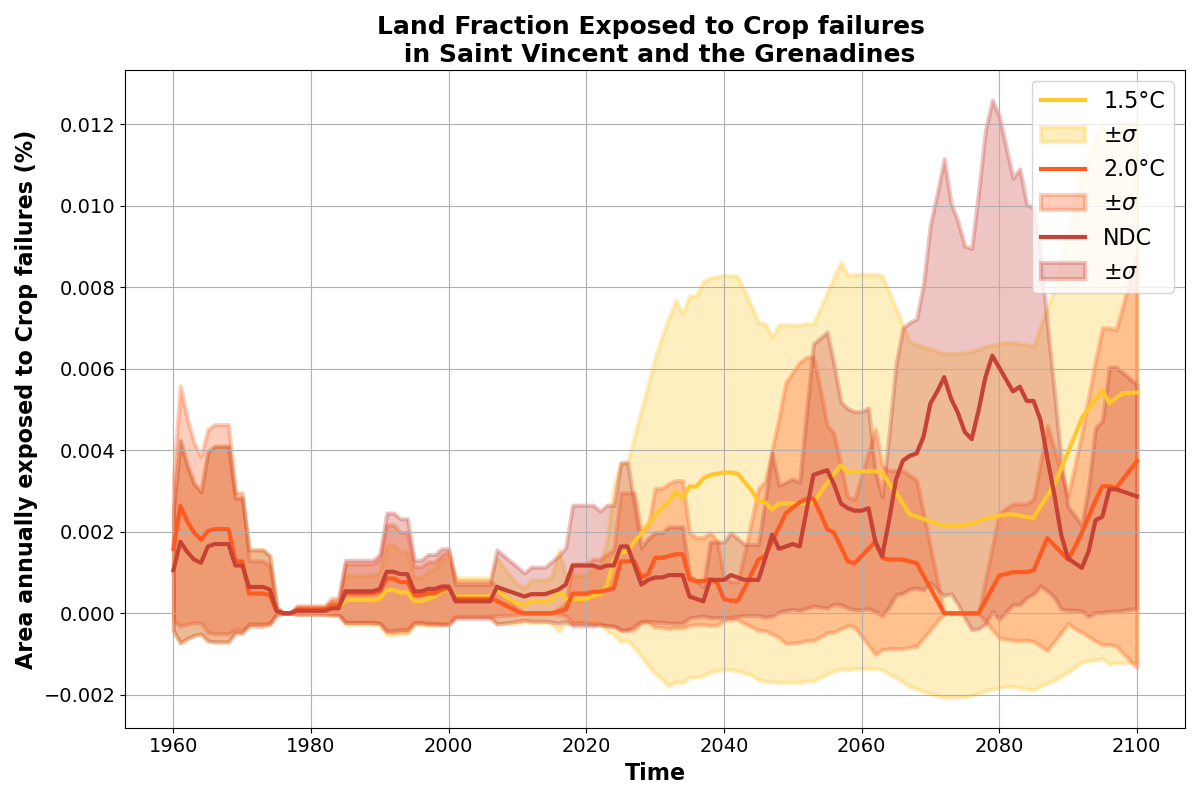 Land Fraction Exposed to Crop failures
in Saint Vincent and the Grenadines
Area annually exposed to Crop failures (%)
0.012
0.010
0.008
0.006
0.004
0.002
0.000
−0.002
1.5°C
±σ
2.0°C
±σ
NDC
±σ
1960
1980
2000
2020
2040
2060
2080
2100
Time